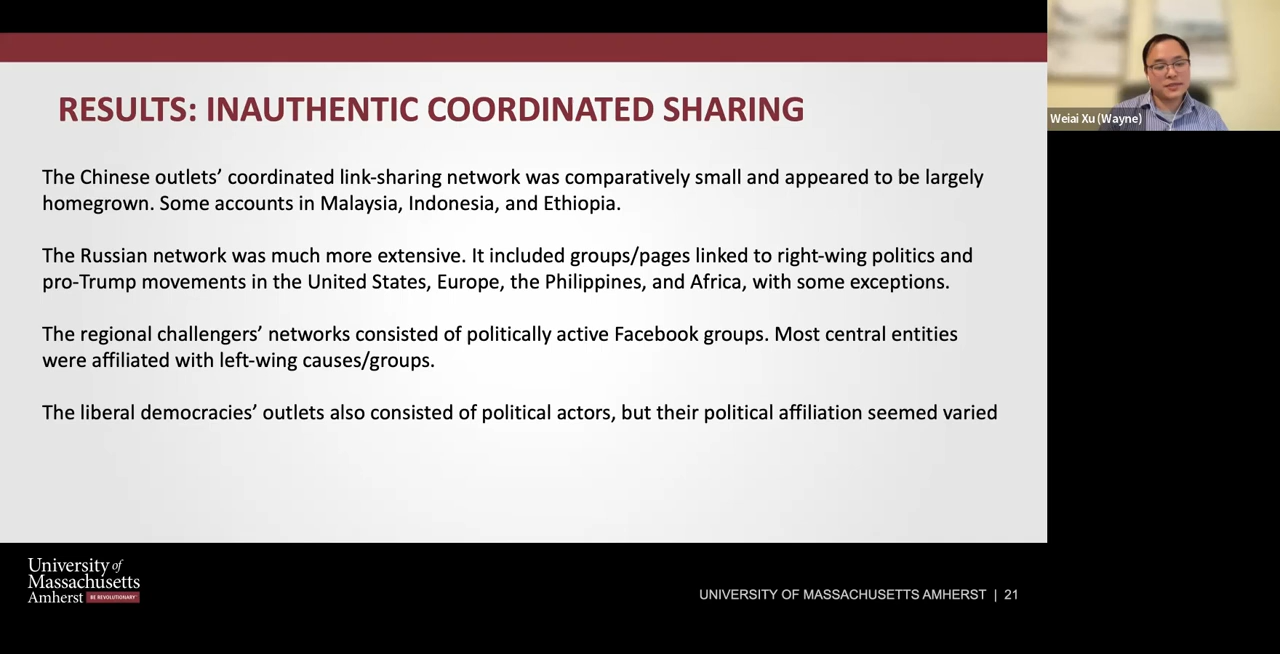 RESULTS: INAUTHENTIC COORDINATED SHARING
The Chinese outlets’ coordinated link-sharing network was comparatively small and appeared to be largely
homegrown. Some accounts in Malaysia, Indonesia, and Ethiopia.
The Russian network was much more extensive. It included groups/pages linked to right-wing politics and
pro-Trump movements in the United States, Europe, the Philippines, and Africa, with some exceptions.
The regional challengers’ networks consisted of politically active Facebook groups. Most central entities
were affiliated with left-wing causes/groups.
The liberal democracies’ outlets also consisted of political actors, but their political affiliation seemed varied
Weiai Xu (Wayne)
University of
Massachusetts
Amherst BE REVOLUTIONARY™
UNIVERSITY OF MASSACHUSETTS AMHERST | 21